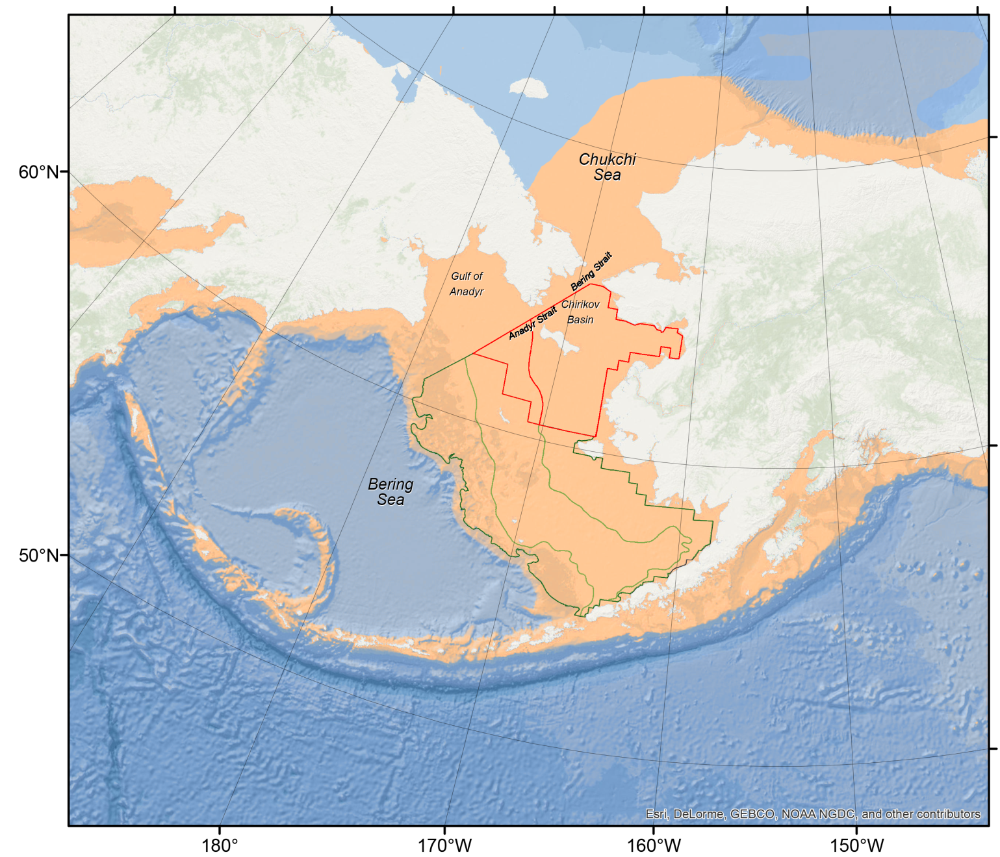 Chukchi
Sea
60°N
Bering Strait
Gulf of
Anadyr
Chirikov
Basin
Anadyr Strait
Bering
Sea
50°N
Esri, DeLorme, GEBCO, NOAA NGDC, and other contributors
180°
170°W
160°W
150°W